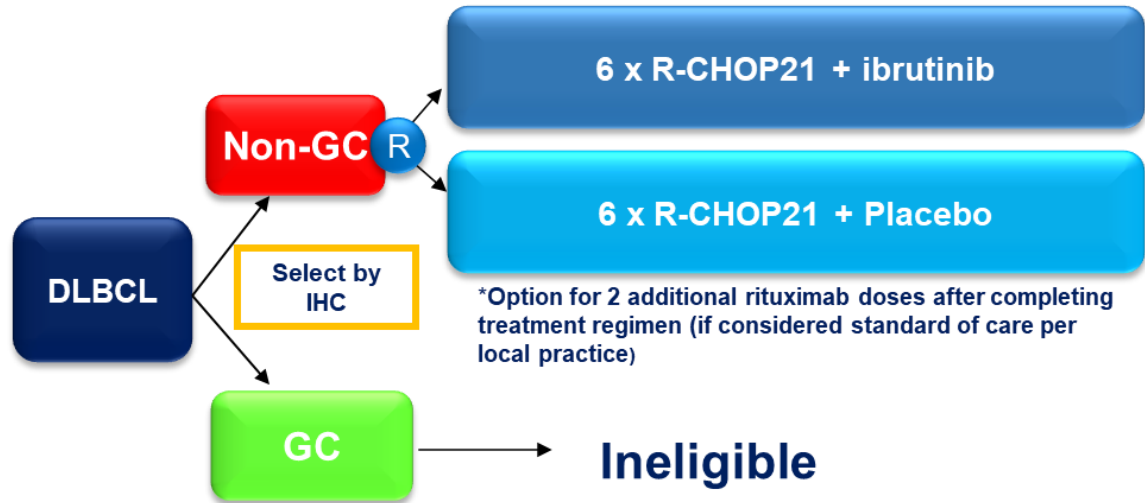 6 x R-CHOP21 + ibrutinib
Non-GC
R
6 x R-CHOP21 + Placebo
DLBCL
Select by
IHC
*Option for 2 additional rituximab doses after completing
treatment regimen (if considered standard of care per
local practice)
GC
Ineligible